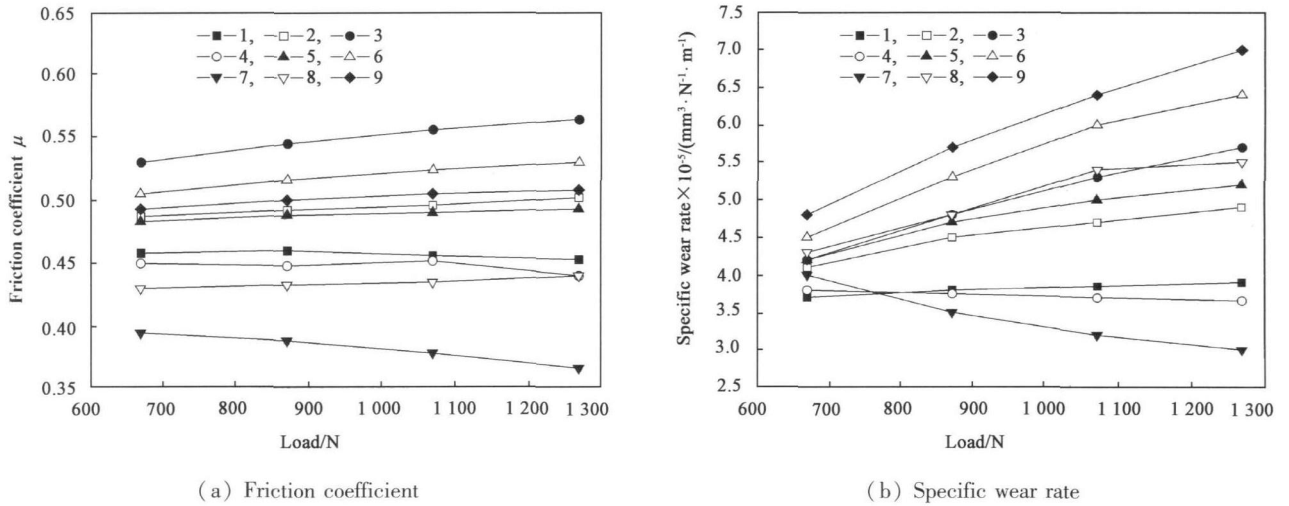 0.65
0.60
0.55
0.50
0.45
0.40
0.35
Friction coefficient μ
1, 2, 3
4, 5, 6
7, 8, 9
600 700 800 900 1 000 1 100 1 200 1 300
Load/N
(a) Friction coefficient
7.5
7.0
6.5
6.0
5.5
5.0
4.5
4.0
3.5
3.0
2.5
Specific wear rate×10⁻⁵/(mm³·N⁻¹·m⁻¹)
1, 2, 3
4, 5, 6
7, 8, 9
600 700 800 900 1 000 1 100 1 200 1 300
Load/N
(b) Specific wear rate